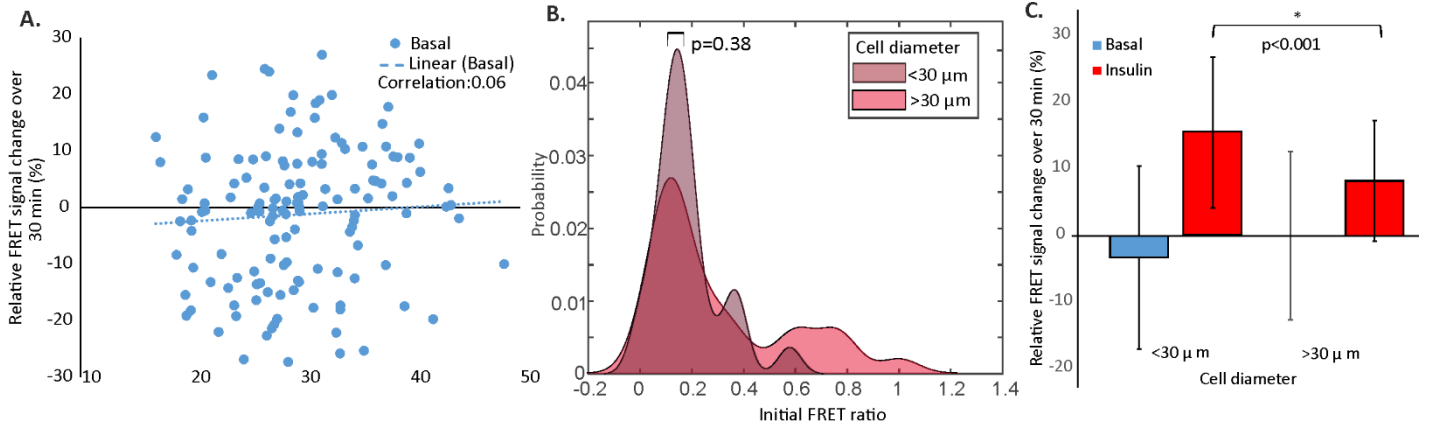 A.
Relative FRET signal change over
30 min (%)
30
20
10
0
-10
-20
-30
10
20
30
40
50
Basal
Linear (Basal)
Correlation:0.06
B.
p=0.38
Cell diameter
<30 µm
>30 µm
Probability
0.04
0.03
0.02
0.01
0
-0.2
0
0.2
0.4
0.6
0.8
1
1.2
1.4
Initial FRET ratio
C.
Relative FRET signal change over 30 min (%)
30
20
10
0
-10
-20
Basal
Insulin
*
p<0.001
<30 µ m
>30 µ m
Cell diameter